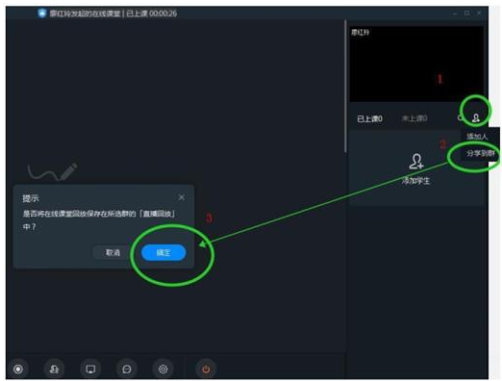 廖红玲发起的在线课堂 | 已上课 00:00:26
廖红玲
1
已上课0 未上课0
添加人
2
分享到群
添加学生
提示
是否将在线课堂回放保存在所选群的「直播回放」
中？
3
取消 确定